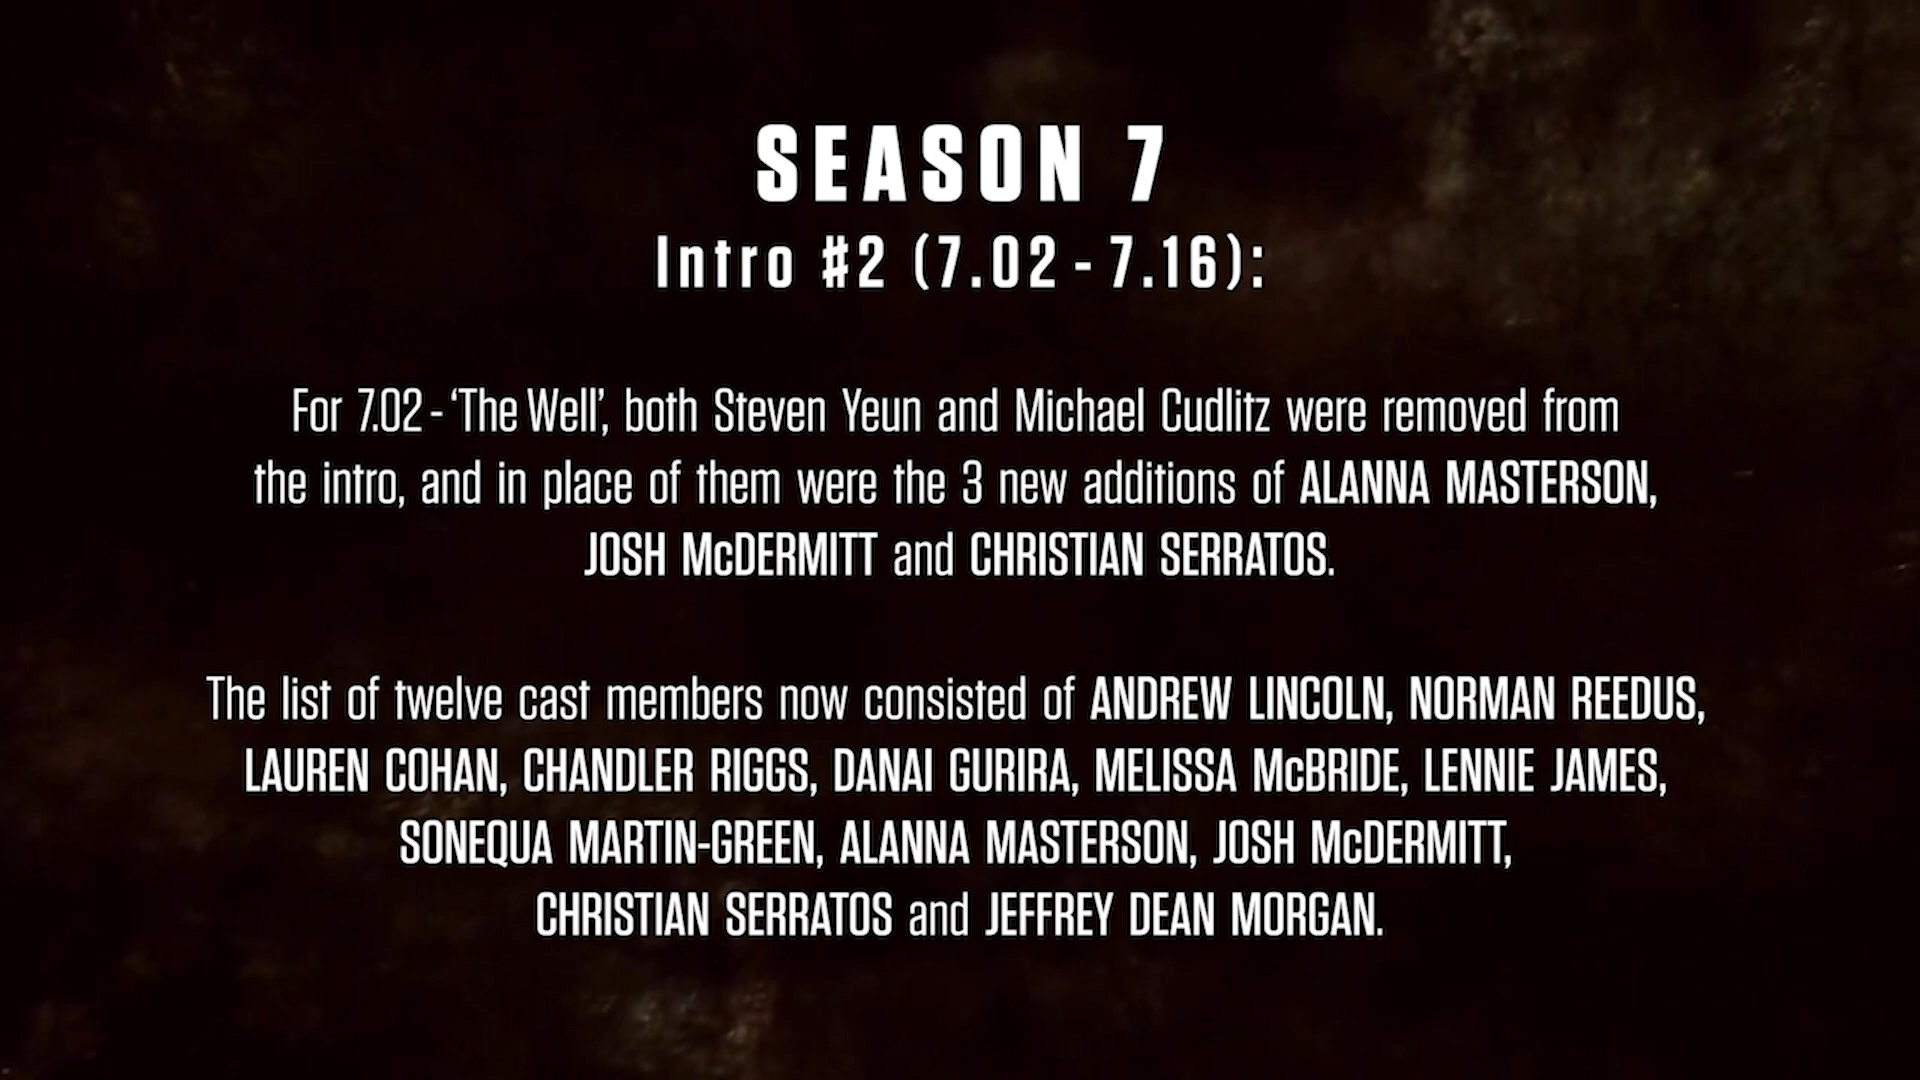 SEASON 7
Intro #2 (7.02 - 7.16):
For 7.02 - ‘The Well’, both Steven Yeun and Michael Cudlitz were removed from
the intro, and in place of them were the 3 new additions of ALANNA MASTERSON,
JOSH McDERMITT and CHRISTIAN SERRATOS.
The list of twelve cast members now consisted of ANDREW LINCOLN, NORMAN REEDUS,
LAUREN COHAN, CHANDLER RIGGS, DANAI GURIRA, MELISSA McBRIDE, LENNIE JAMES,
SONEQUA MARTIN-GREEN, ALANNA MASTERSON, JOSH McDERMITT,
CHRISTIAN SERRATOS and JEFFREY DEAN MORGAN.